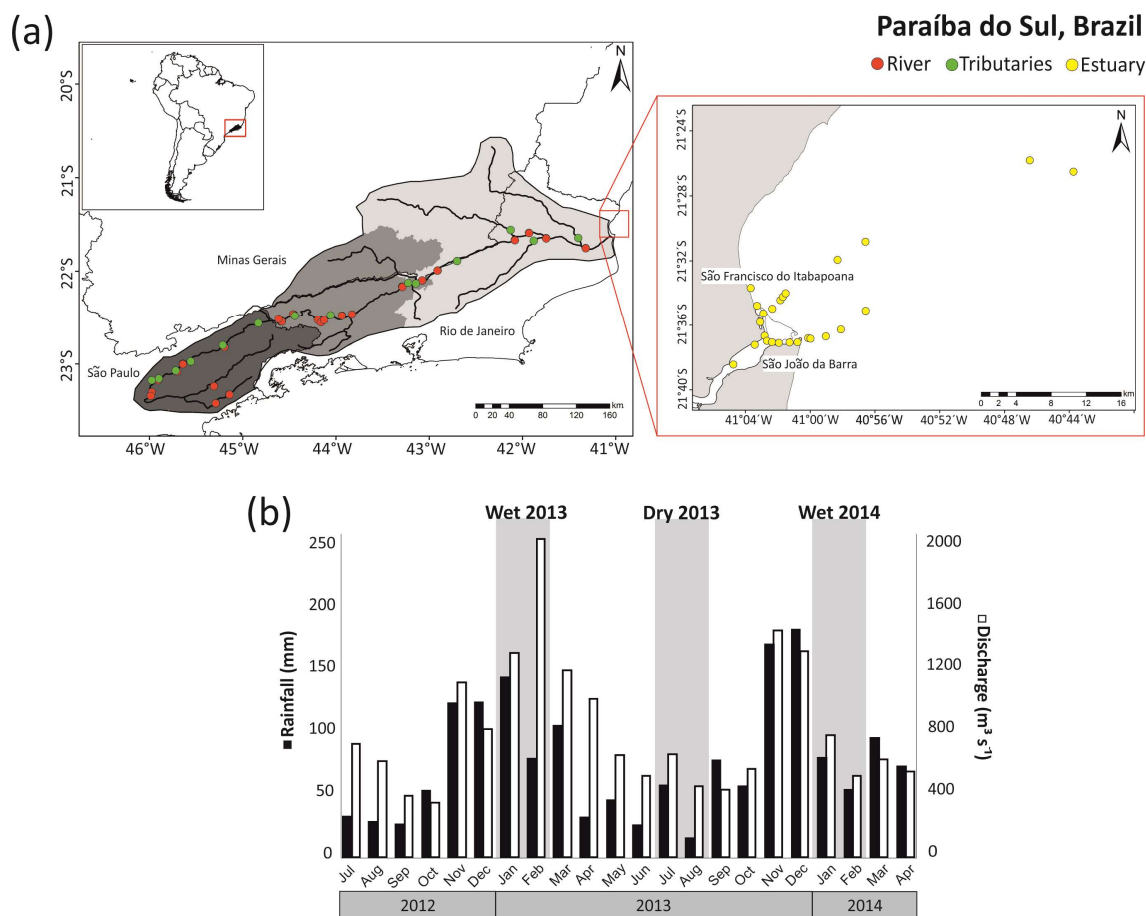 (a)
Paraíba do Sul, Brazil
River Tributaries Estuary
N
20°S
21°S
22°S
23°S
Minas Gerais
Rio de Janeiro
São Paulo
0 20 40 80 120 160 km
46°W 45°W 44°W 43°W 42°W 41°W
N
21°24'S
21°28'S
21°32'S
21°36'S
21°40'S
São Francisco do Itabapoana
São João da Barra
0 2 4 8 12 16 km
41°04'W 41°00'W 40°56'W 40°52'W 40°48'W 40°44'W
(b)
Wet 2013 Dry 2013 Wet 2014
250
200
150
100
50
0
Rainfall (mm)
2000
1600
1200
800
400
0
Discharge (m³ s⁻¹)
Jul Aug Sep Oct Nov Dec Jan Feb Mar Apr May Jun Jul Aug Sep Oct Nov Dec Jan Feb Mar Apr
2012 2013 2014